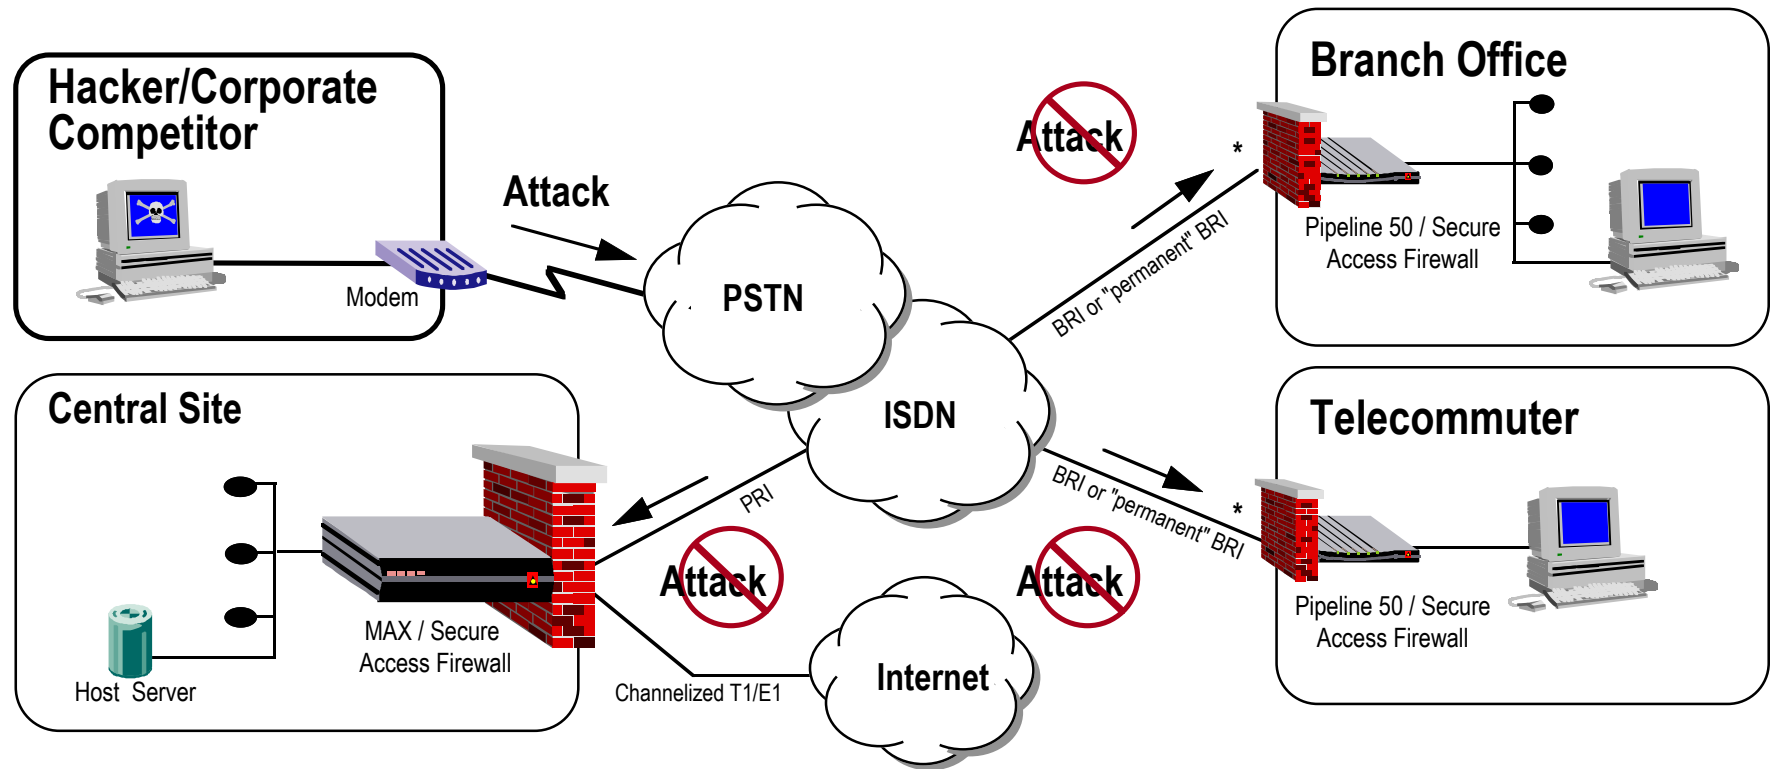 Hacker/Corporate
Competitor
Modem
Attack
PSTN
ISDN
Attack
*
BRI or "permanent" BRI
Branch Office
Pipeline 50 / Secure
Access Firewall
Central Site
MAX / Secure
Access Firewall
Host Server
PRI
Attack
Channelized T1/E1
Internet
Attack
BRI or "permanent" BRI
*
Telecommuter
Pipeline 50 / Secure
Access Firewall